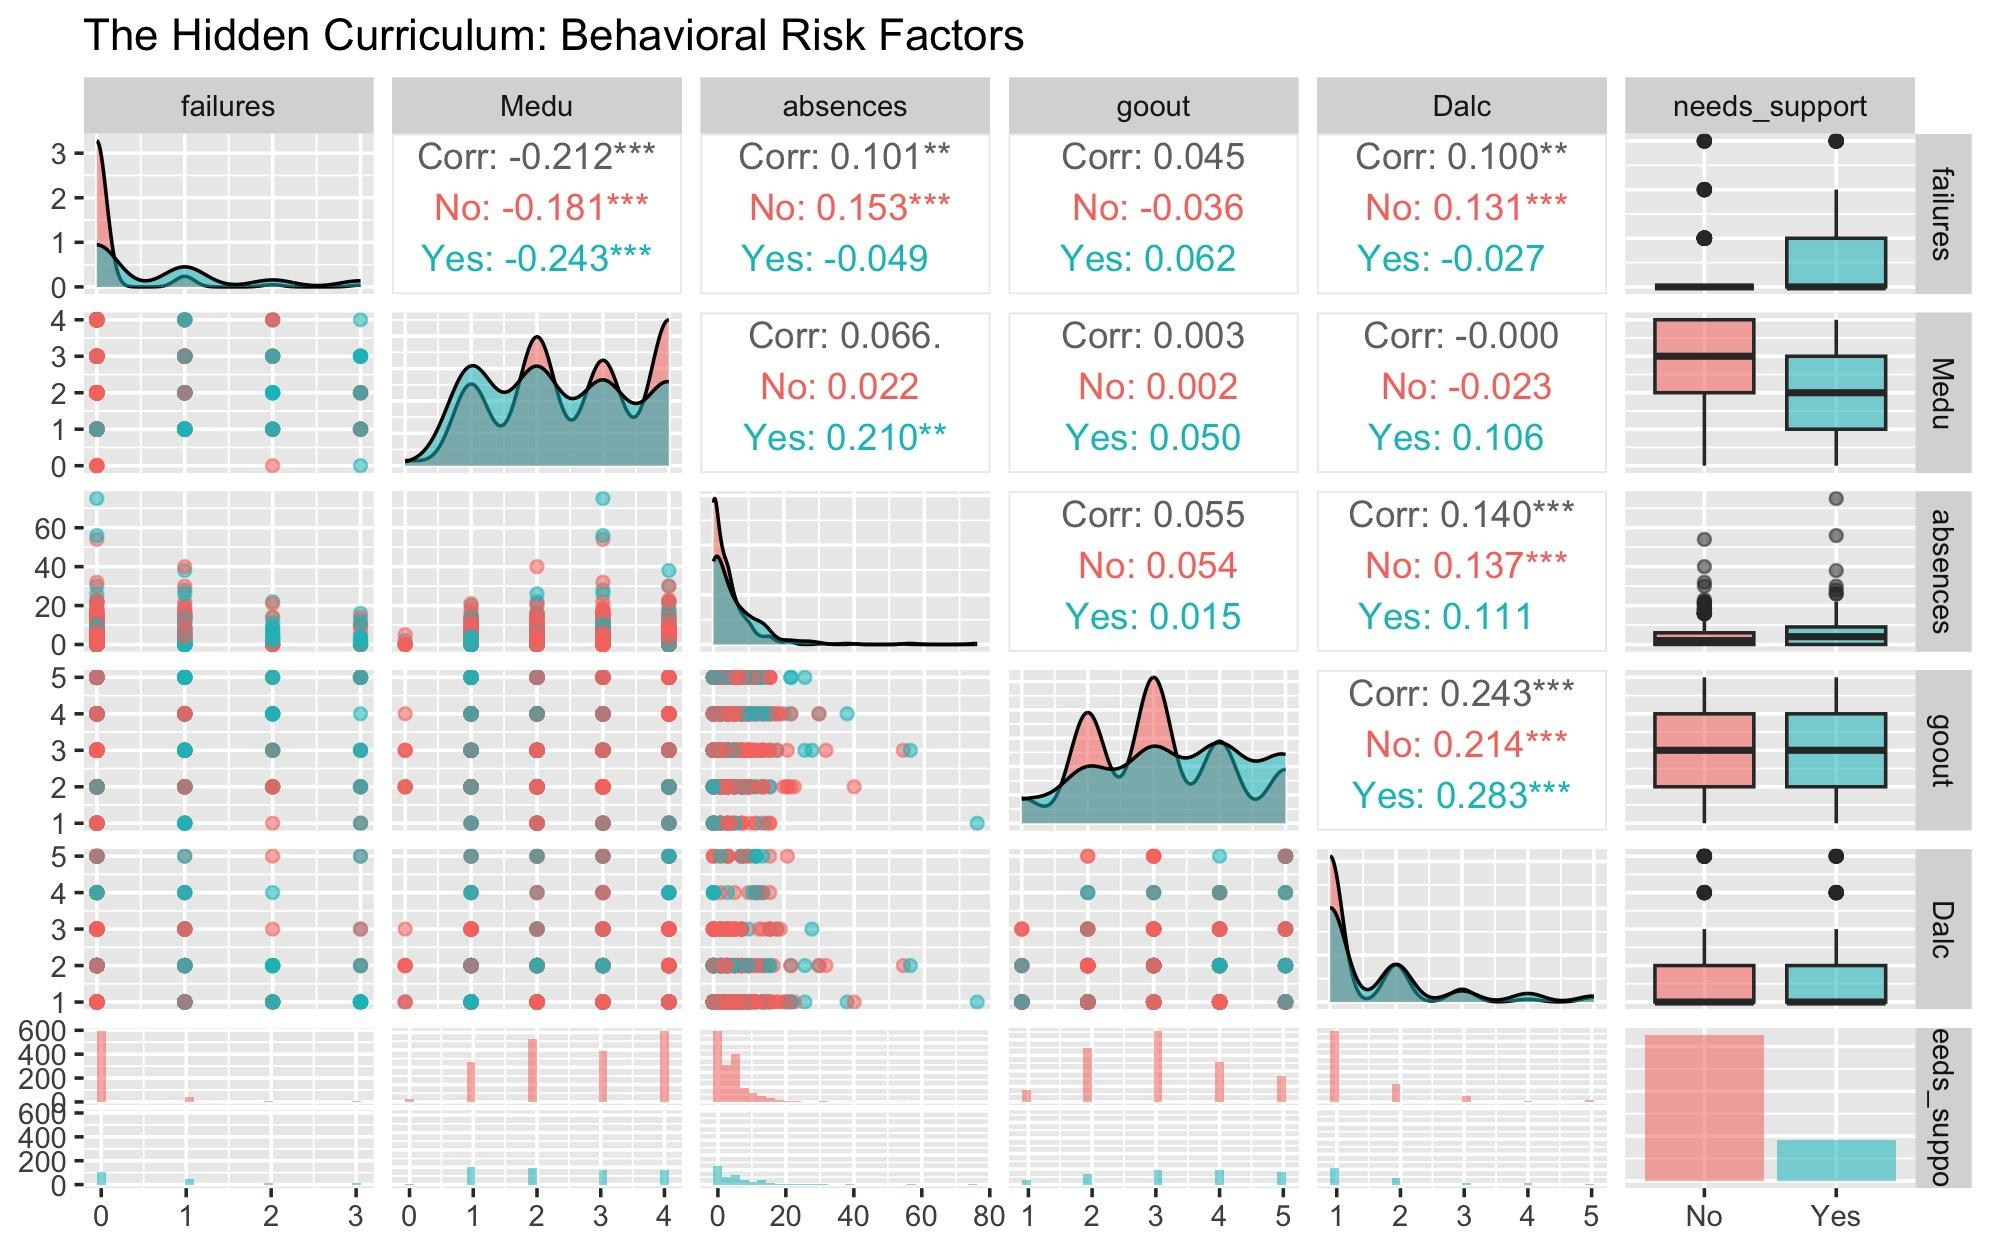 The Hidden Curriculum: Behavioral Risk Factors
failures Medu absences goout Dalc needs_support
Corr: -0.212*** Corr: 0.101** Corr: 0.045 Corr: 0.100**
No: -0.181*** No: 0.153*** No: -0.036 No: 0.131***
Yes: -0.243*** Yes: -0.049 Yes: 0.062 Yes: -0.027
3
2
1
0
failures
Corr: 0.066. Corr: 0.003 Corr: -0.000
No: 0.022 No: 0.002 No: -0.023
Yes: 0.210** Yes: 0.050 Yes: 0.106
4
3
2
1
0
Medu
Corr: 0.055 Corr: 0.140***
No: 0.054 No: 0.137***
Yes: 0.015 Yes: 0.111
60
40
20
0
absences
Corr: 0.243***
No: 0.214***
Yes: 0.283***
5
4
3
2
1
goout
5
4
3
2
1
Dalc
600
400
200
0
600
400
200
0
eeds_suppo
0 1 2 3 0 1 2 3 4 0 20 40 60 80 1 2 3 4 5 1 2 3 4 5 No Yes